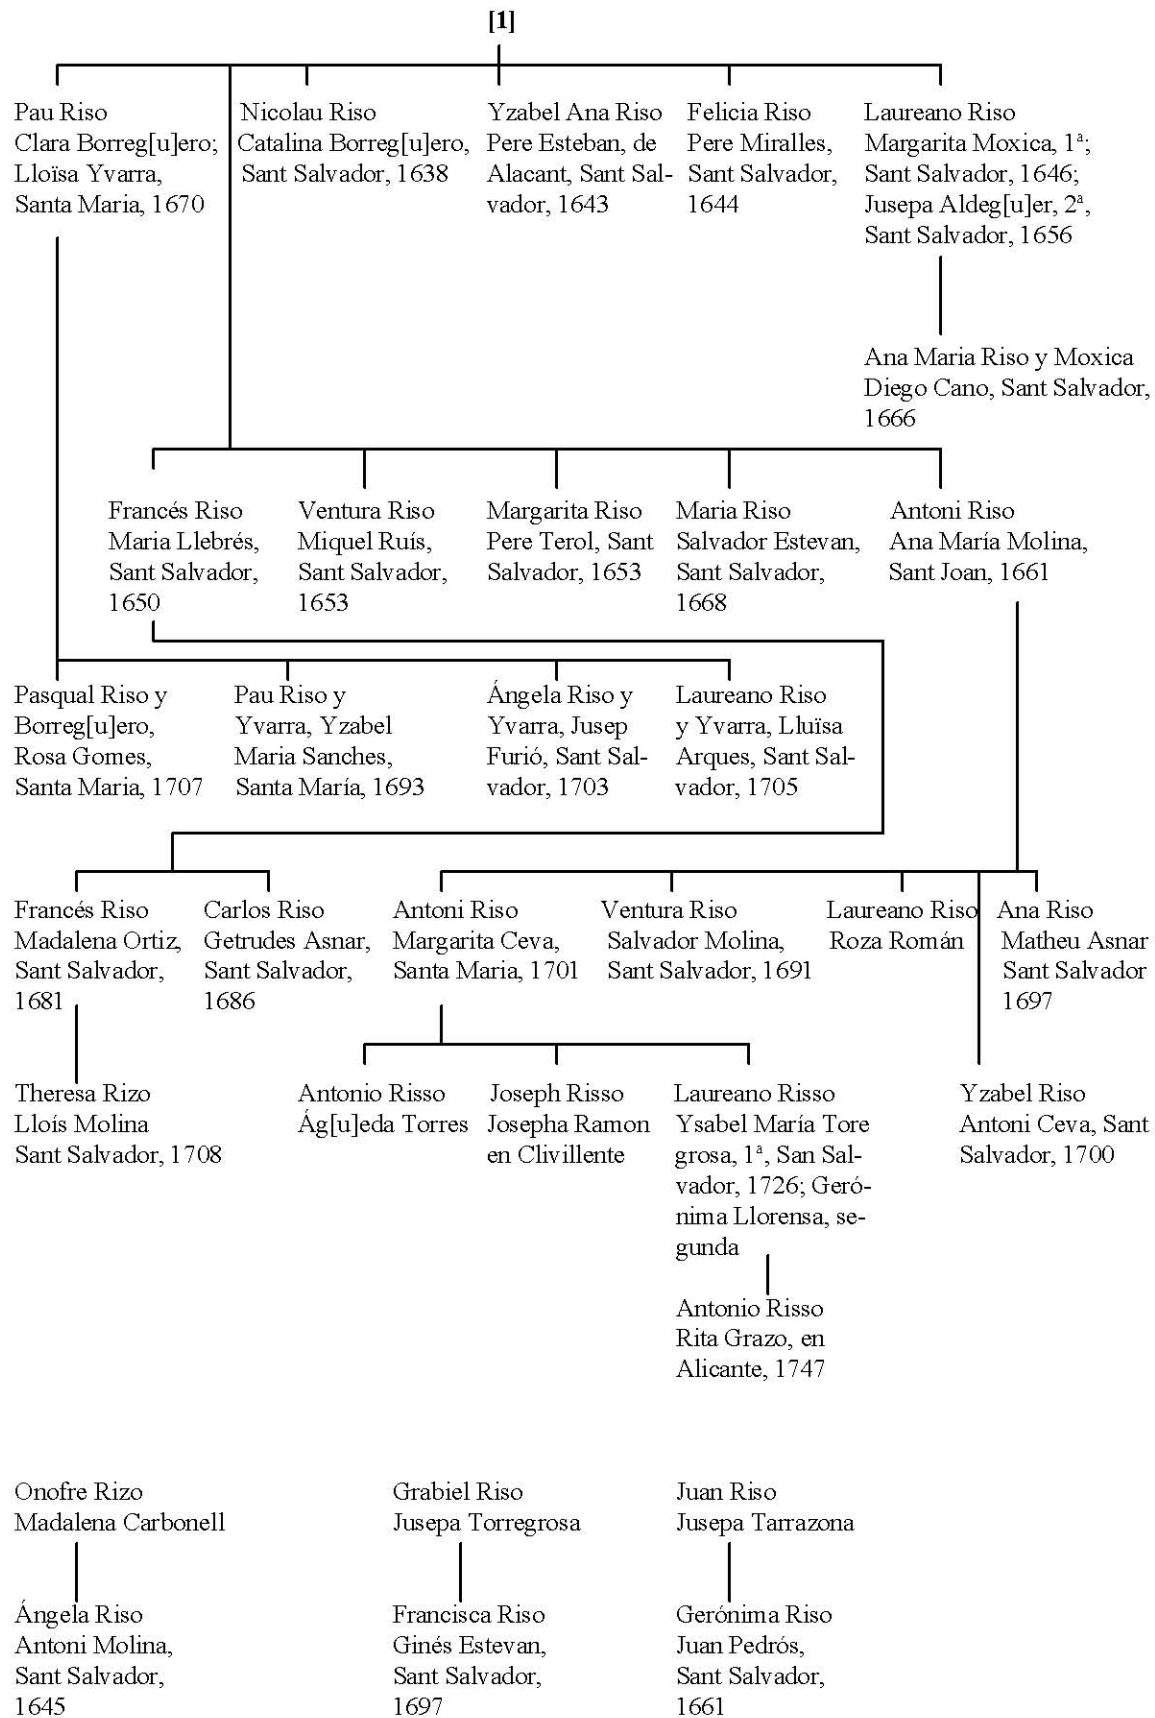 [1]
Pau Riso
Clara Borreg[u]ero;
Lloïsa Yvarra,
Santa Maria, 1670
Nicolau Riso
Catalina Borreg[u]ero,
Sant Salvador, 1638
Yzabel Ana Riso
Pere Esteban, de
Alacant, Sant Sal-
vador, 1643
Felicia Riso
Pere Miralles,
Sant Salvador,
1644
Laureano Riso
Margarita Moxica, 1ª;
Sant Salvador, 1646;
Jusepa Aldeg[u]er, 2ª,
Sant Salvador, 1656
Ana Maria Riso y Moxica
Diego Cano, Sant Salvador,
1666
Francés Riso
Maria Llebrés,
Sant Salvador,
1650
Ventura Riso
Miquel Ruís,
Sant Salvador,
1653
Margarita Riso
Pere Terol, Sant
Salvador, 1653
Maria Riso
Salvador Estevan,
Sant Salvador,
1668
Antoni Riso
Ana María Molina,
Sant Joan, 1661
Pasqual Riso y
Borreg[u]ero,
Rosa Gomes,
Santa Maria, 1707
Pau Riso y
Yvarra, Yzabel
Maria Sanches,
Santa María, 1693
Ángela Riso y
Yvarra, Jusep
Furió, Sant Sal-
vador, 1703
Laureano Riso
y Yvarra, Lluïsa
Arques, Sant Sal-
vador, 1705
Francés Riso
Madalena Ortiz,
Sant Salvador,
1681
Carlos Riso
Getrudes Asnar,
Sant Salvador,
1686
Antoni Riso
Margarita Ceva,
Santa Maria, 1701
Ventura Riso
Salvador Molina,
Sant Salvador, 1691
Laureano Riso
Roza Román
Ana Riso
Matheu Asnar
Sant Salvador
1697
Theresa Rizo
Lloís Molina
Sant Salvador, 1708
Antonio Risso
Ág[u]eda Torres
Joseph Risso
Josepha Ramon
en Clivillente
Laureano Risso
Ysabel María Tore
grosa, 1ª, San Sal-
vador, 1726; Geró-
nima Llorensa, se-
gunda
Yzabel Riso
Antoni Ceva, Sant
Salvador, 1700
Antonio Risso
Rita Grazo, en
Alicante, 1747
Onofre Rizo
Madalena Carbonell
Grabiel Riso
Jusepa Torregrosa
Juan Riso
Jusepa Tarrazona
Ángela Riso
Antoni Molina,
Sant Salvador,
1645
Francisca Riso
Ginés Estevan,
Sant Salvador,
1697
Gerónima Riso
Juan Pedrós,
Sant Salvador,
1661